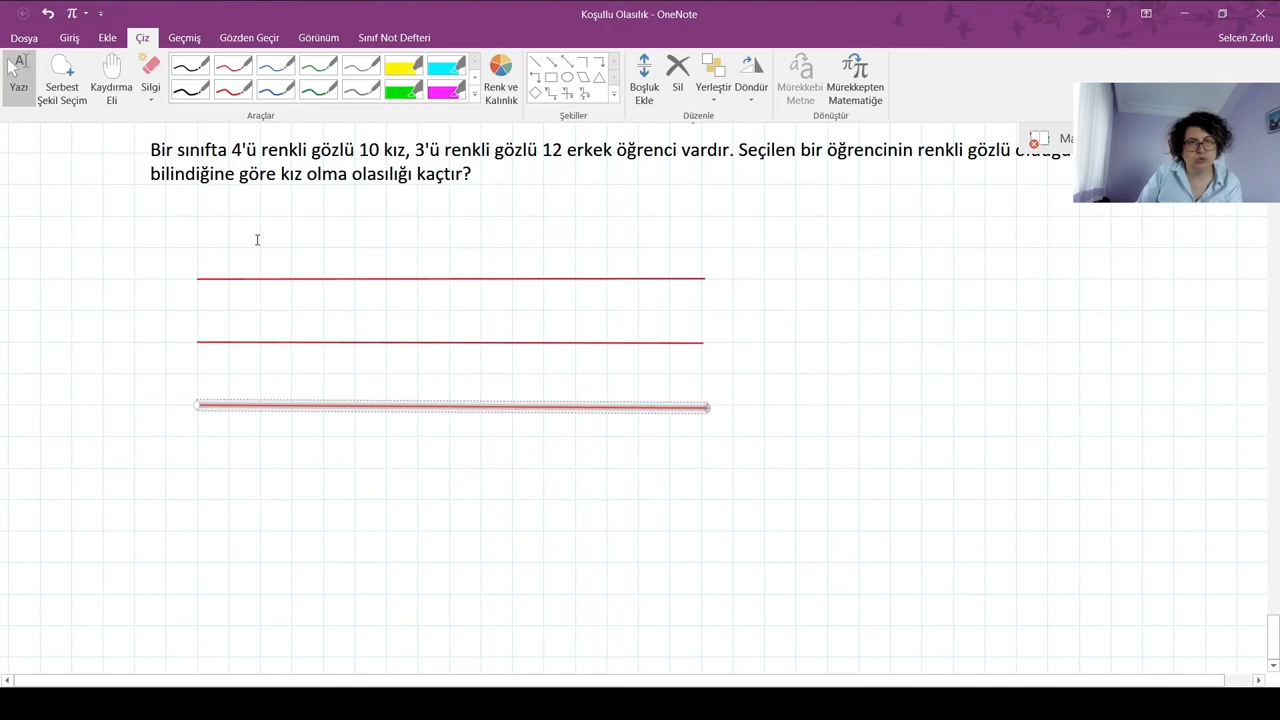 Koşullu Olasılık - OneNote
Dosya Giriş Ekle Çiz Geçmiş Gözden Geçir Görünüm Sınıf Not Defteri
Selcen Zorlu
Yazı
Serbest Şekil Seçim
Kaydırma Eli
Silgi
Renk ve Kalınlık
Boşluk Ekle
Sil
Yerleştir
Döndür
Mürekkebi Metne
Mürekkepten Matematiğe
Araçlar
Şekiller
Düzenle
Dönüştür
Bir sınıfta 4'ü renkli gözlü 10 kız, 3'ü renkli gözlü 12 erkek öğrenci vardır. Seçilen bir öğrencinin renkli gözlü
bilindiğine göre kız olma olasılığı kaçtır?